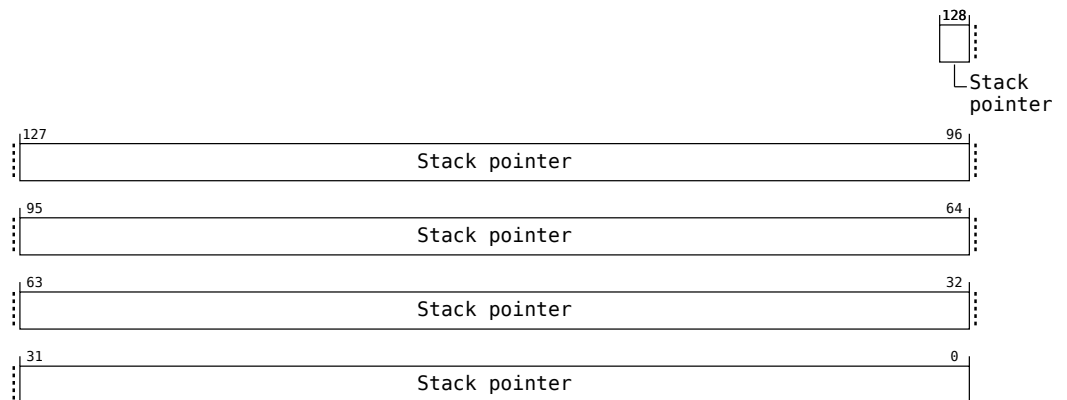 128
Stack
pointer
127 96
Stack pointer
95 64
Stack pointer
63 32
Stack pointer
31 0
Stack pointer